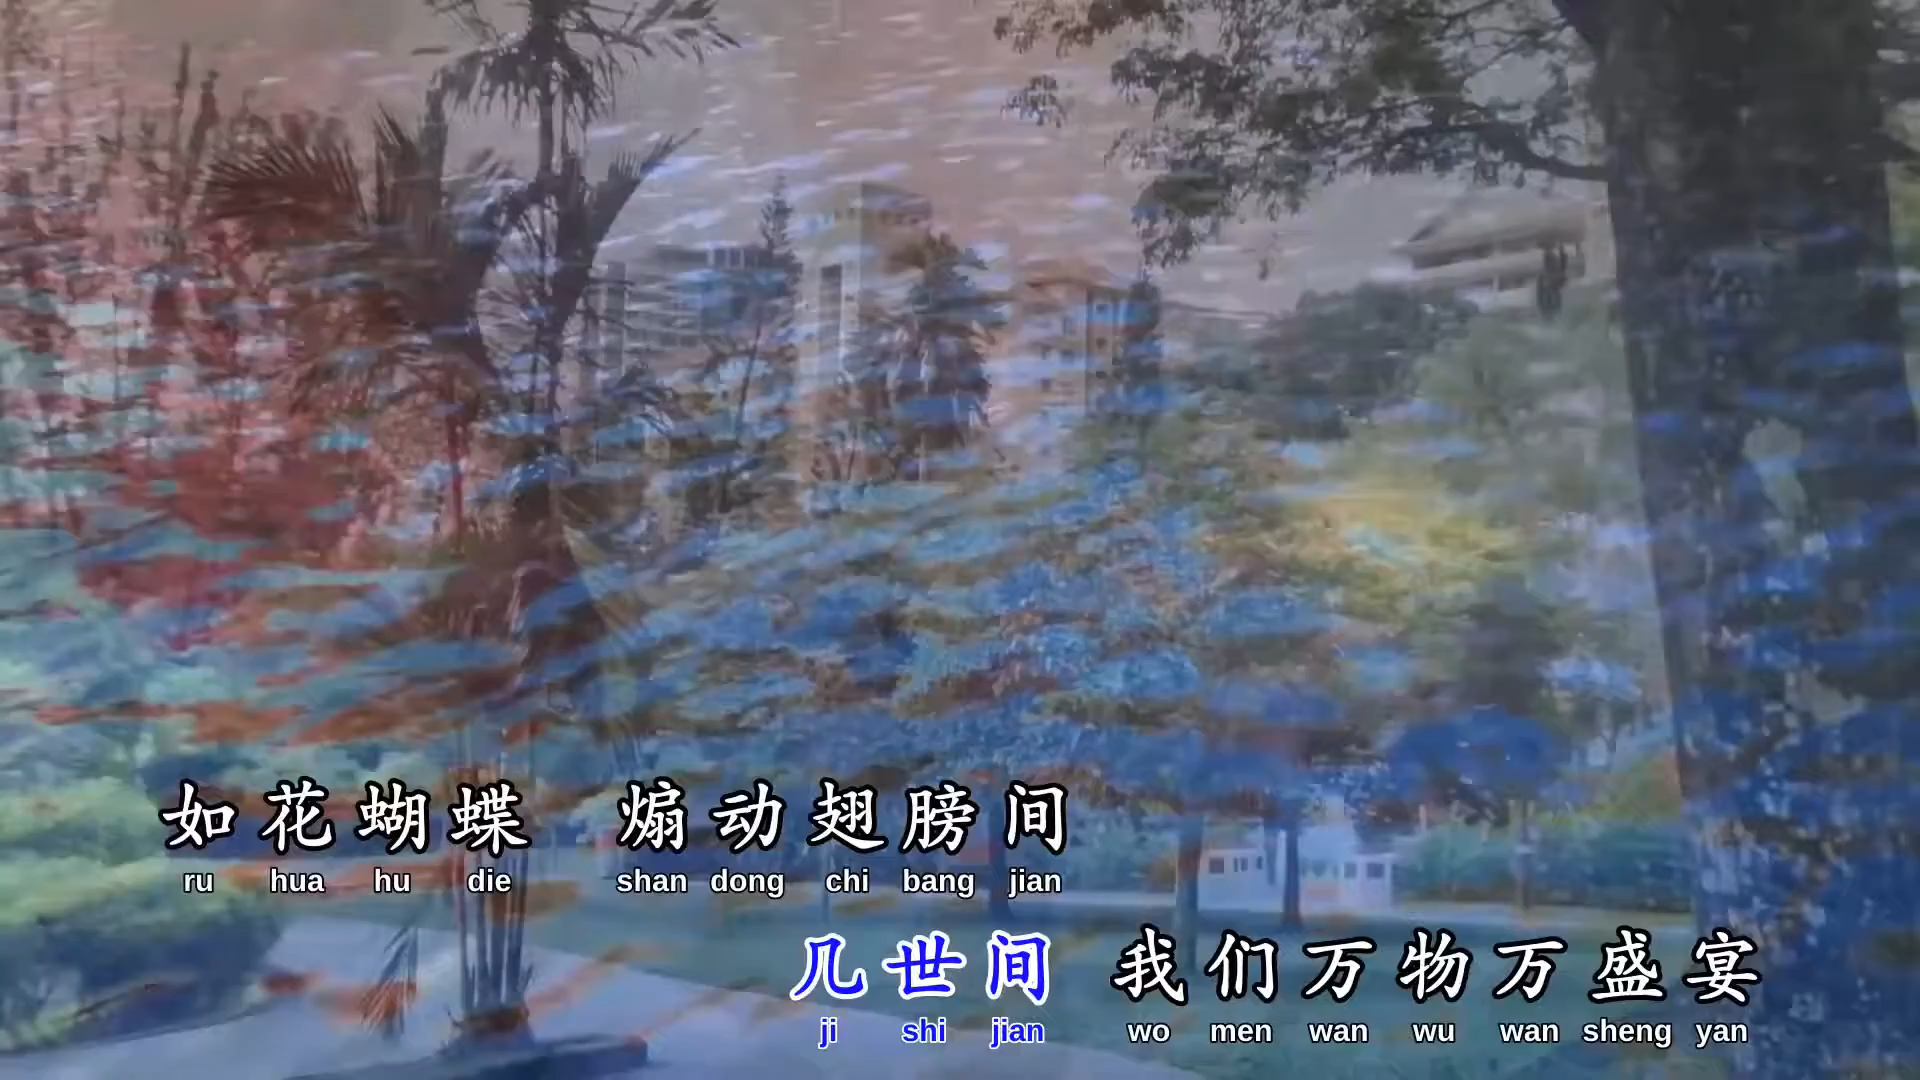 如花蝴蝶 煽动翅膀间
ru hua hu die shan dong chi bang jian
几世间 我们万物万盛宴
ji shi jian wo men wan wu wan sheng yan